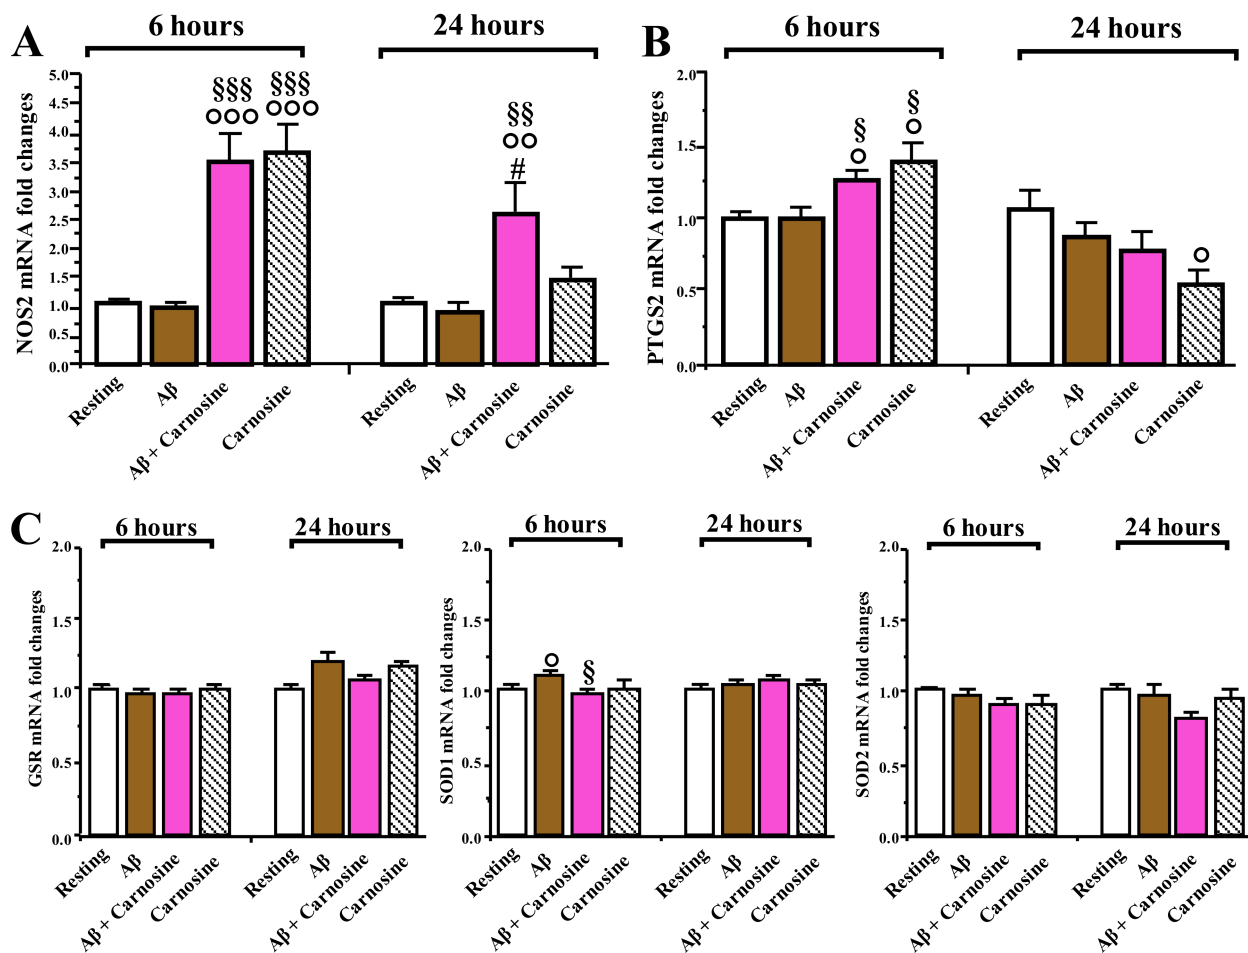 A
6 hours
24 hours
NOS2 mRNA fold changes
5.0
4.5
4.0
3.5
3.0
2.5
2.0
1.5
1.0
0.5
0.0
§§§
○○○
§§§
○○○
§§
○○
#
Resting
Aβ
Aβ + Carnosine
Carnosine
Resting
Aβ
Aβ + Carnosine
Carnosine
B
6 hours
24 hours
PTGS2 mRNA fold changes
2.0
1.5
1.0
0.5
0.0
§
○
§
○
○
Resting
Aβ
Aβ + Carnosine
Carnosine
Resting
Aβ
Aβ + Carnosine
Carnosine
C
6 hours
24 hours
GSR mRNA fold changes
2.0
1.5
1.0
0.5
0.0
Resting
Aβ
Aβ + Carnosine
Carnosine
Resting
Aβ
Aβ + Carnosine
Carnosine
6 hours
24 hours
SOD1 mRNA fold changes
2.0
1.5
1.0
0.5
0.0
○
§
Resting
Aβ
Aβ + Carnosine
Carnosine
Resting
Aβ
Aβ + Carnosine
Carnosine
6 hours
24 hours
SOD2 mRNA fold changes
2.0
1.5
1.0
0.5
0.0
Resting
Aβ
Aβ + Carnosine
Carnosine
Resting
Aβ
Aβ + Carnosine
Carnosine